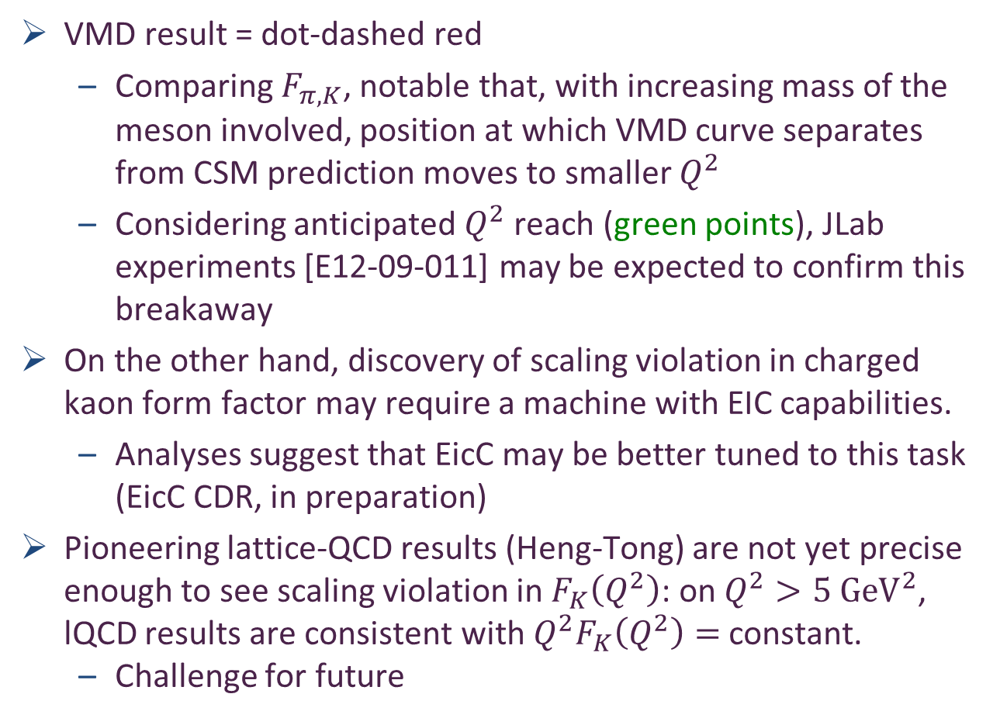 ➢ VMD result = dot-dashed red
– Comparing $F_{\pi,K}$, notable that, with increasing mass of the
meson involved, position at which VMD curve separates
from CSM prediction moves to smaller $Q^2$
– Considering anticipated $Q^2$ reach (green points), JLab
experiments [E12-09-011] may be expected to confirm this
breakaway
➢ On the other hand, discovery of scaling violation in charged
kaon form factor may require a machine with EIC capabilities.
– Analyses suggest that EicC may be better tuned to this task
(EicC CDR, in preparation)
➢ Pioneering lattice-QCD results (Heng-Tong) are not yet precise
enough to see scaling violation in $F_K(Q^2)$: on $Q^2 > 5\ \mathrm{GeV}^2$,
lQCD results are consistent with $Q^2 F_K(Q^2) =$ constant.
– Challenge for future